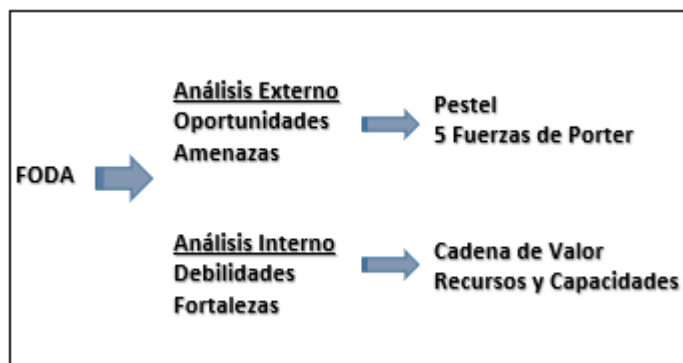 Análisis Externo
Oportunidades
Amenazas
Pestel
5 Fuerzas de Porter
FODA
Análisis Interno
Debilidades
Fortalezas
Cadena de Valor
Recursos y Capacidades